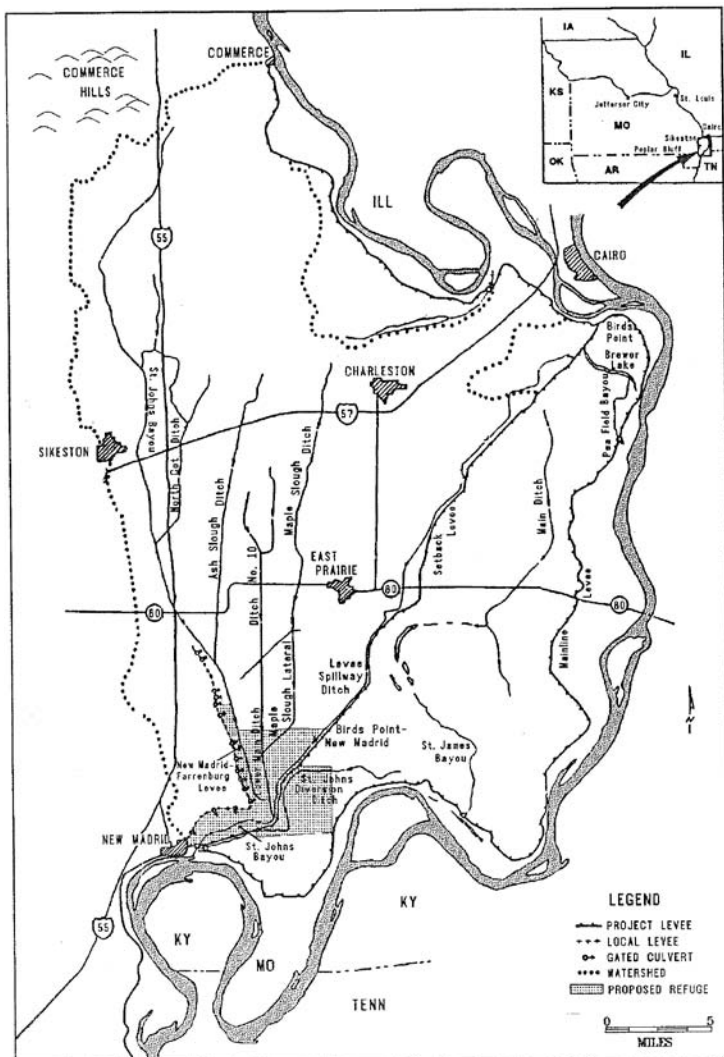 COMMERCE
COMMERCE
HILLS
IA
IL
KS
St. Louis
Jefferson City
MO
Cairo
Sikeston
Poplar Bluff
OK
AR
TN
ILL
55
CAIRO
Birds
Point
Brewer
Lake
Pea Field Bayou
St. Johns Bayou
CHARLESTON
57
SIKESTON
North Cut Ditch
Ash Slough Ditch
Maple Slough Ditch
Setback
Levee
Main Ditch
Ditch No. 10
EAST
PRAIRIE
80
60
80
Mainline
Levee
Levee
Spillway
Ditch
Maple
Slough Lateral
Birds Point-
New Madrid
Main Ditch
New Madrid-
Farrenburg
Levee
St. James
Bayou
St. Johns
Diversion
Ditch
NEW MADRID
St. Johns
Bayou
55
KY
KY
MO
TENN
N
LEGEND
PROJECT LEVEE
LOCAL LEVEE
GATED CULVERT
WATERSHED
PROPOSED REFUGE
0 5
MILES